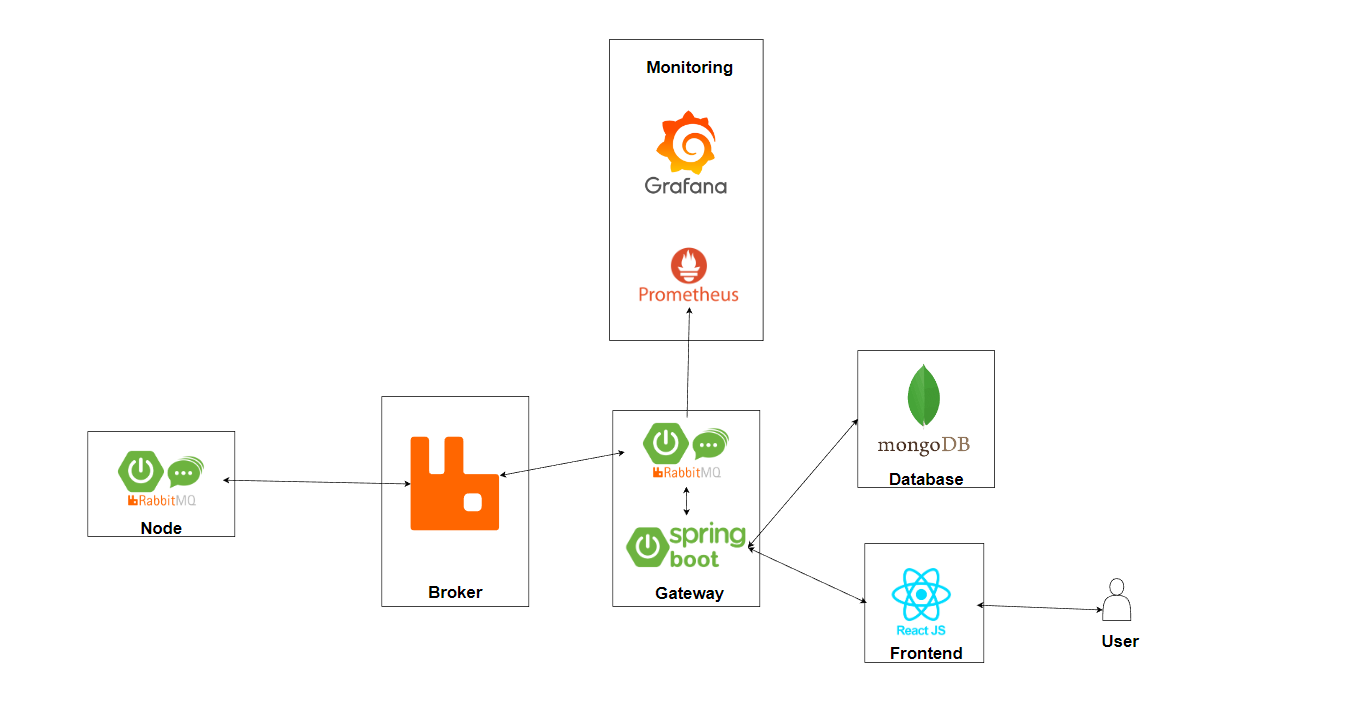 Monitoring
Grafana
Prometheus
mongoDB
Database
RabbitMQ
Node
Broker
RabbitMQ
spring
boot
Gateway
React JS
Frontend
User